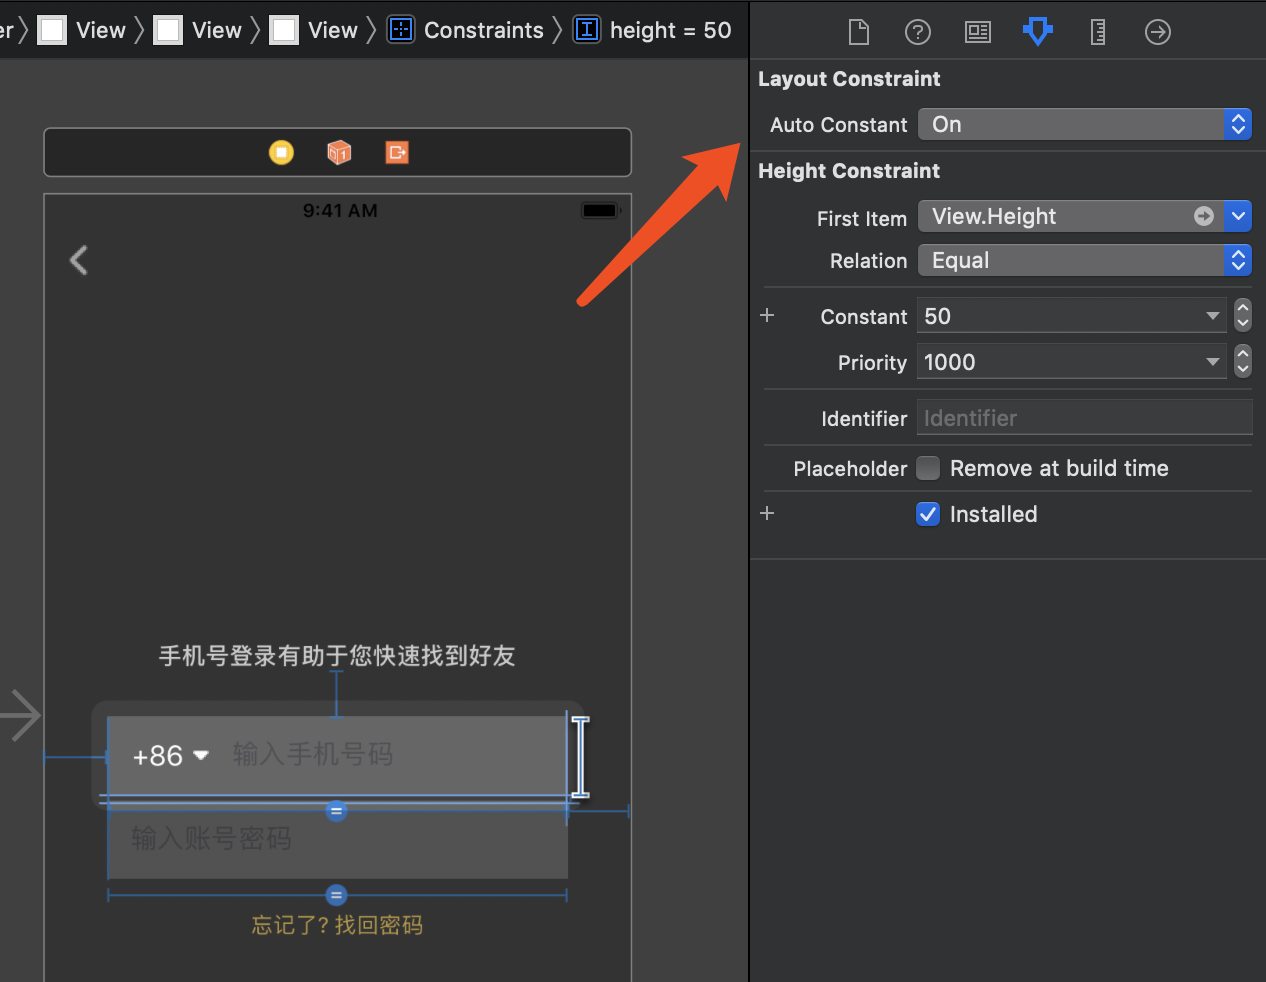 er View View View Constraints height = 50
9:41 AM
手机号登录有助于您快速找到好友
+86 输入手机号码
输入账号密码
忘记了? 找回密码
Layout Constraint
Auto Constant On
Height Constraint
First Item View.Height
Relation Equal
+ Constant 50
Priority 1000
Identifier Identifier
Placeholder Remove at build time
+ Installed